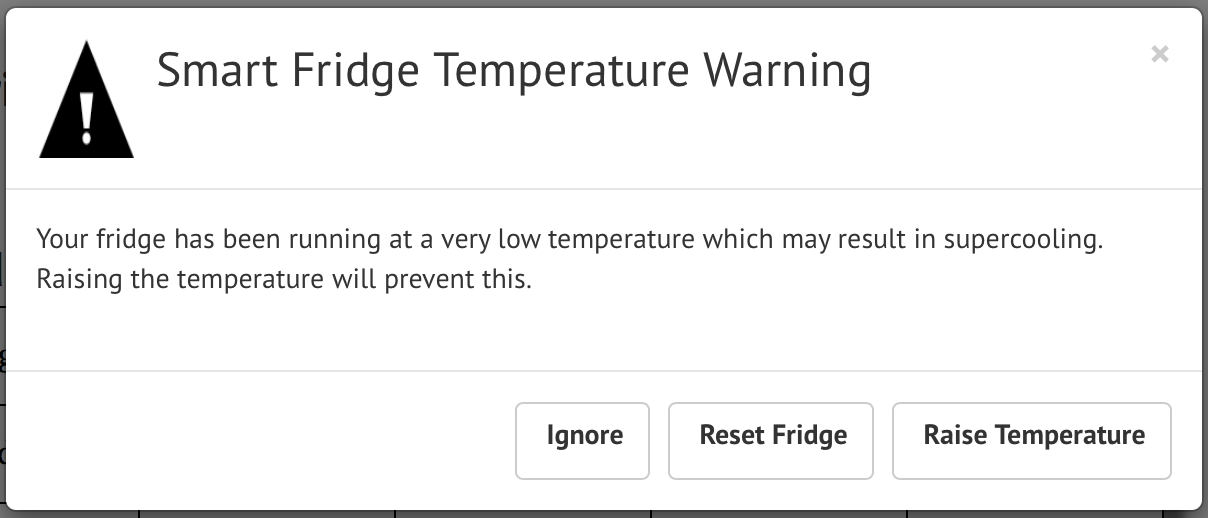 Smart Fridge Temperature Warning
×
Your fridge has been running at a very low temperature which may result in supercooling.
Raising the temperature will prevent this.
Ignore
Reset Fridge
Raise Temperature